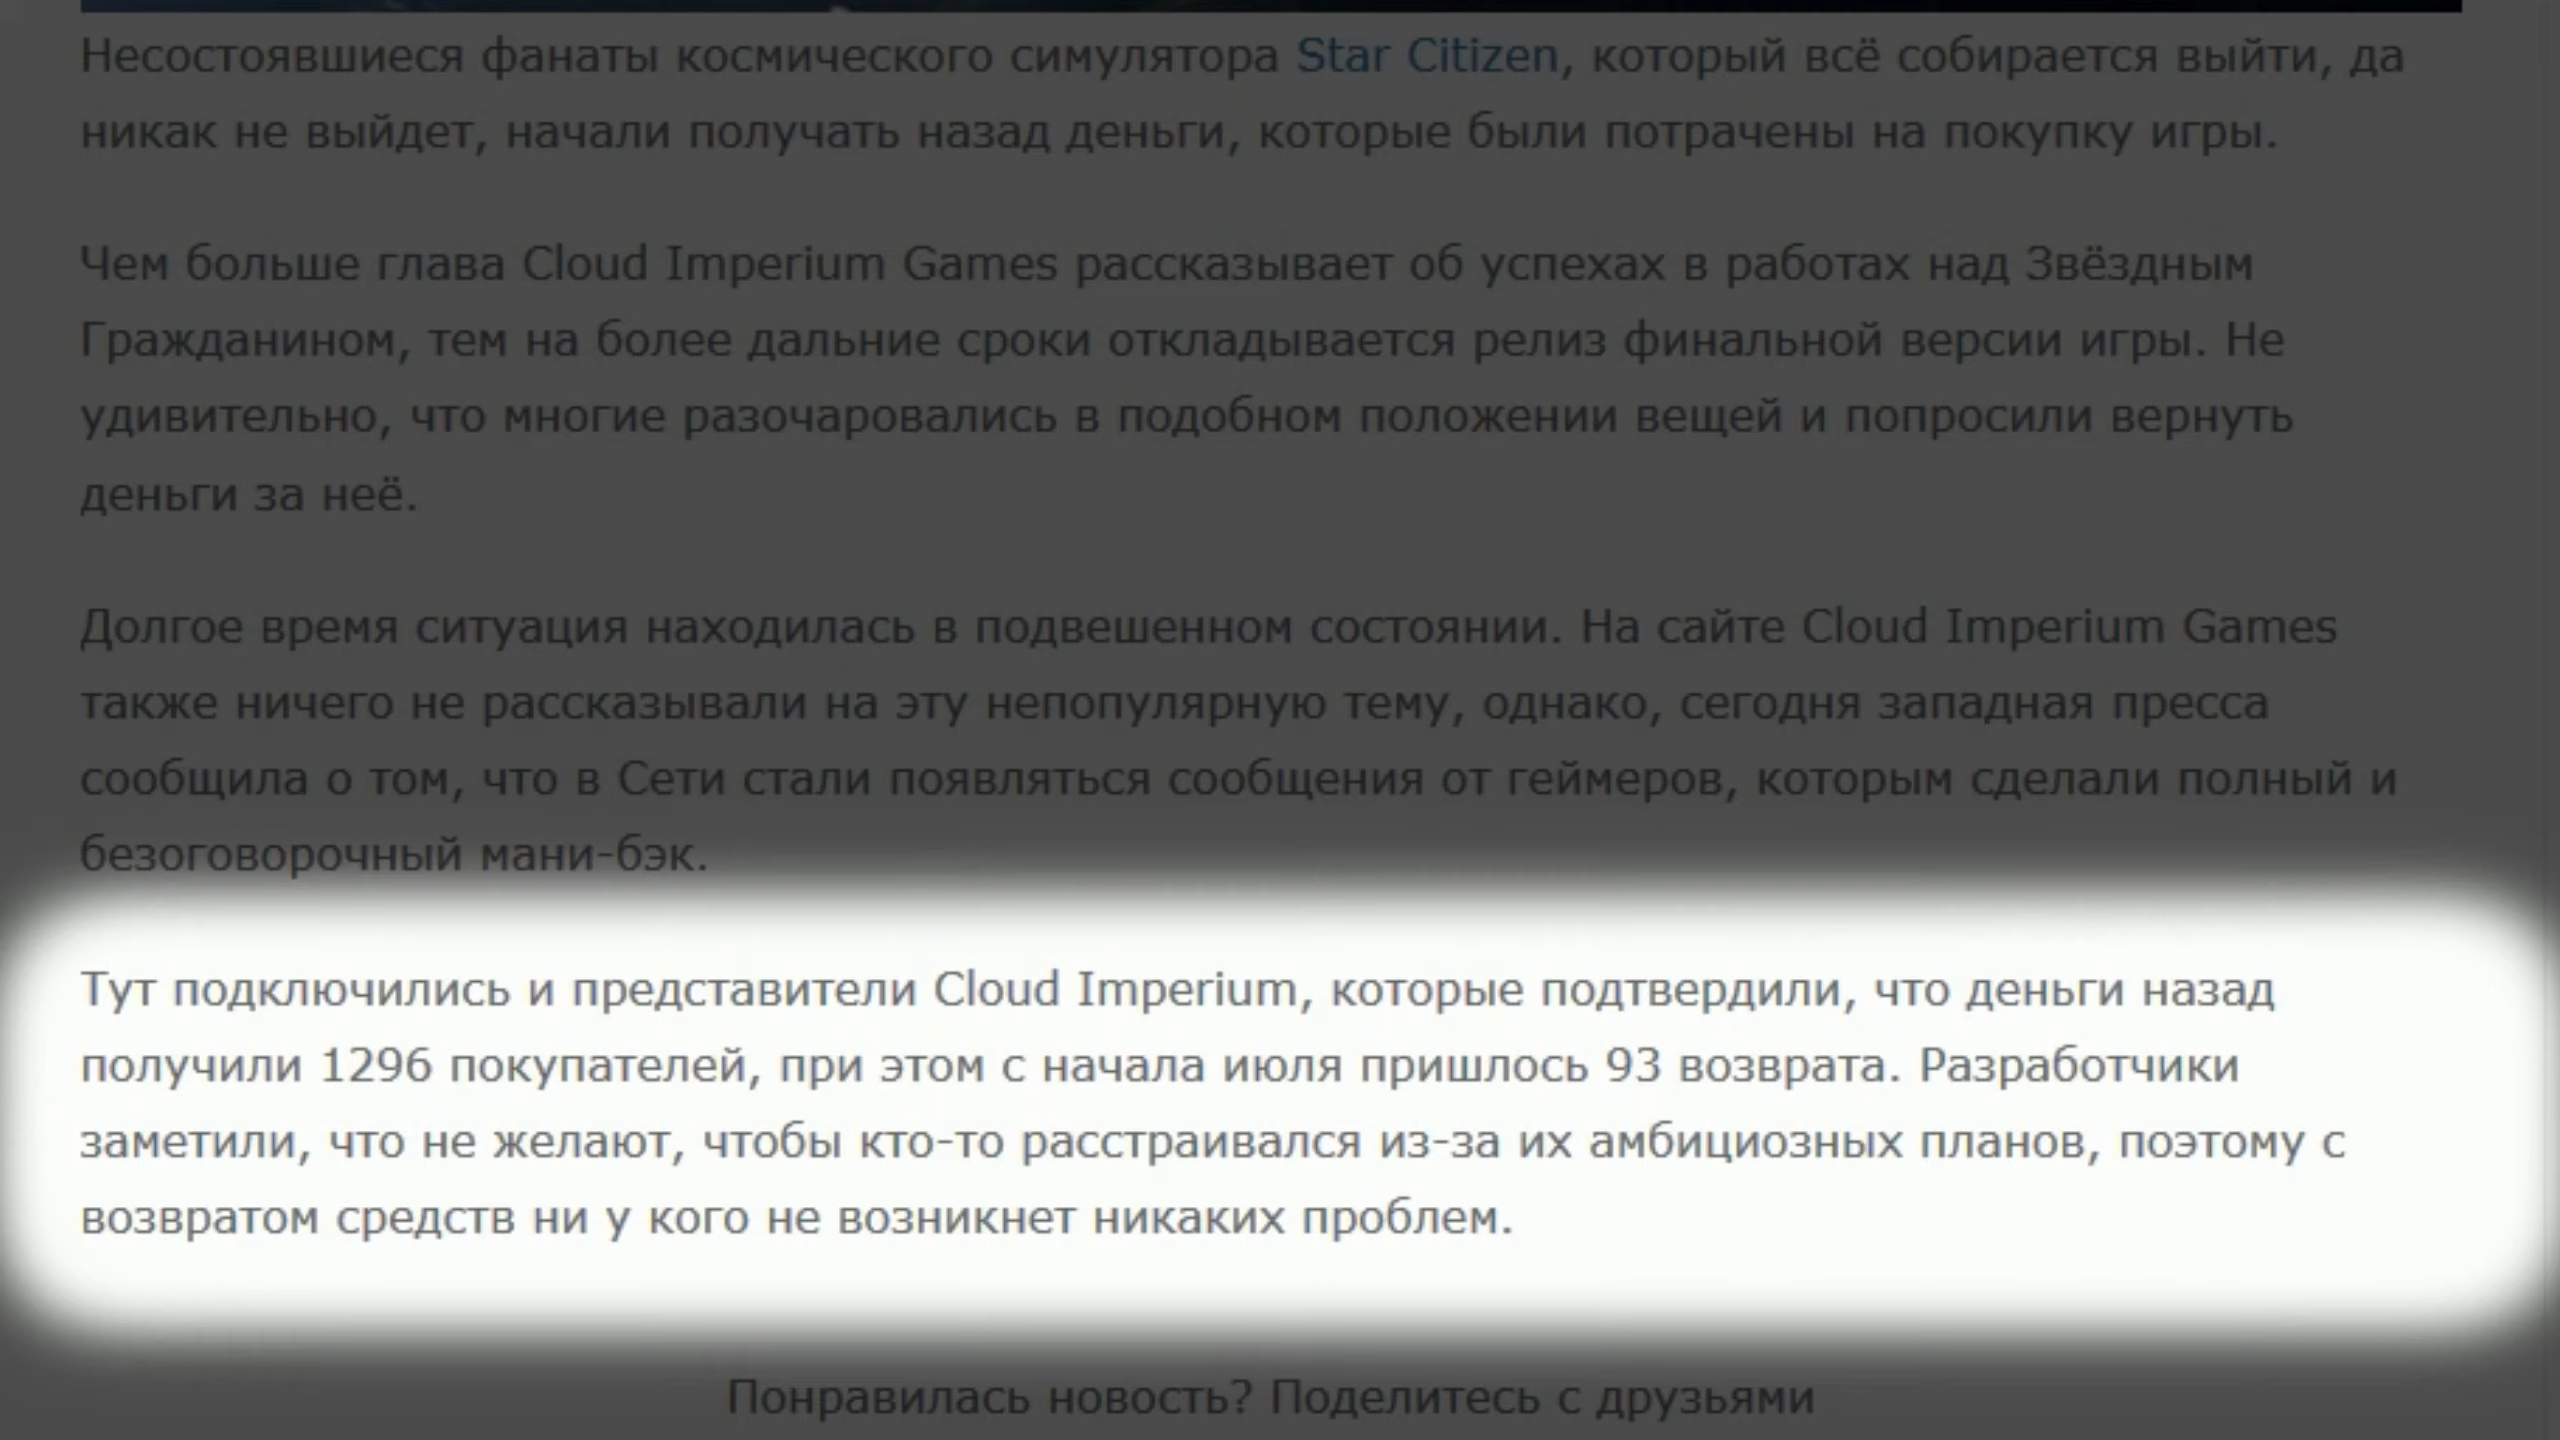 Несостоявшиеся фанаты космического симулятора Star Citizen, который всё собирается выйти, да
никак не выйдет, начали получать назад деньги, которые были потрачены на покупку игры.
Чем больше глава Cloud Imperium Games рассказывает об успехах в работах над Звёздным
Гражданином, тем на более дальние сроки откладывается релиз финальной версии игры. Не
удивительно, что многие разочаровались в подобном положении вещей и попросили вернуть
деньги за неё.
Долгое время ситуация находилась в подвешенном состоянии. На сайте Cloud Imperium Games
также ничего не рассказывали на эту непопулярную тему, однако, сегодня западная пресса
сообщила о том, что в Сети стали появляться сообщения от геймеров, которым сделали полный и
безоговорочный мани-бэк.
Тут подключились и представители Cloud Imperium, которые подтвердили, что деньги назад
получили 1296 покупателей, при этом с начала июля пришлось 93 возврата. Разработчики
заметили, что не желают, чтобы кто-то расстраивался из-за их амбициозных планов, поэтому с
возвратом средств ни у кого не возникнет никаких проблем.
Понравилась новость? Поделитесь с друзьями